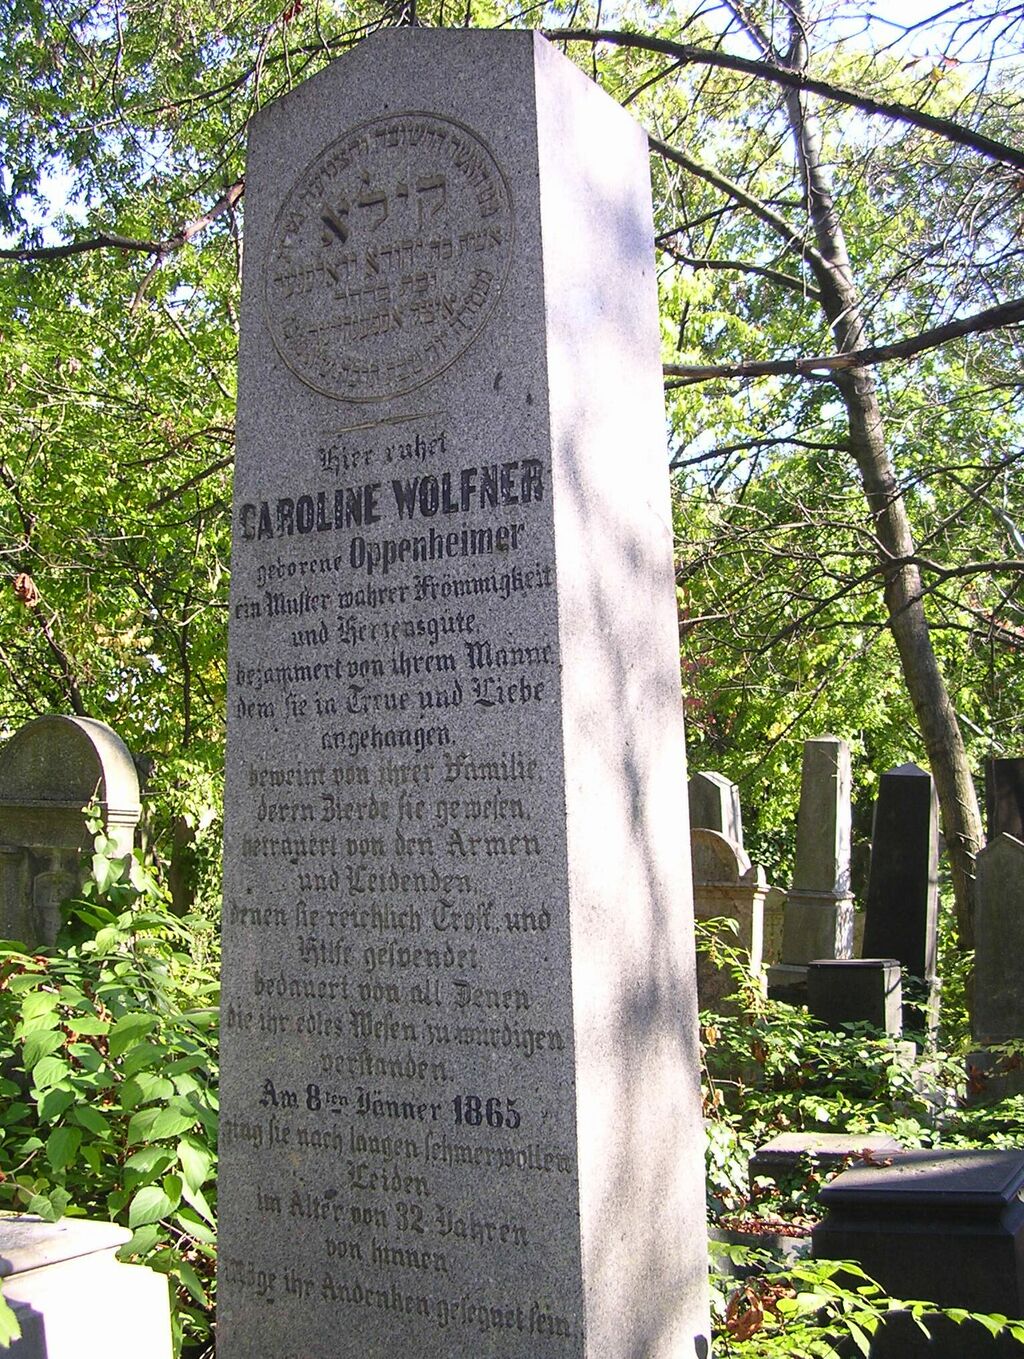 קילא
Hier ruhet
CAROLINE WOLFNER
geborene Oppenheimer
ein Muster wahrer Frömmigkeit
und Herzensgüte,
bejammert von ihrem Manne,
dem sie in Treue und Liebe
angehangen,
beweint von ihrer Familie,
deren Zierde sie gewesen,
betrauert von den Armen
und Leidenden,
denen sie reichlich Trost und
Hilfe gespendet
bedauert von all Denen
die ihr edles Wesen zu würdigen
verstanden.
Am 8ten Jänner 1865
ging sie nach langen schmerzvollen
Leiden
im Alter von 32 Jahren
von hinnen.
möge ihr Andenken gesegnet sein.